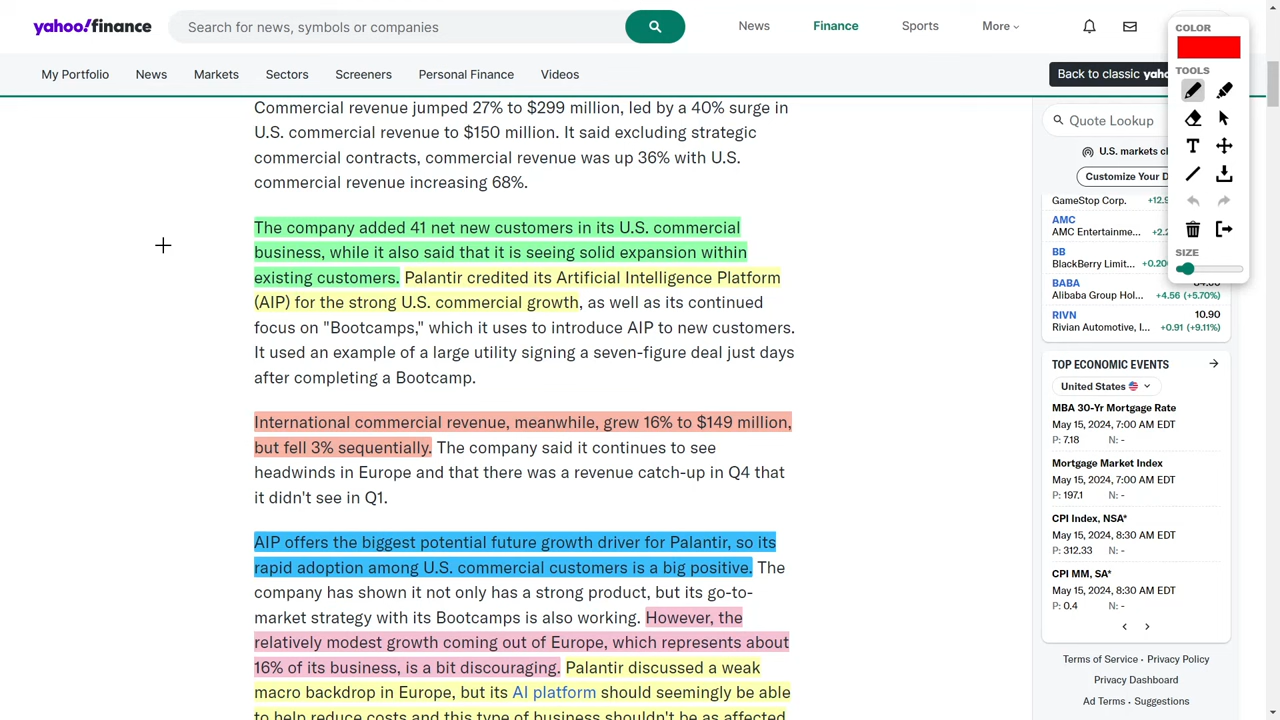 yahoo!finance
Search for news, symbols or companies
News
Finance
Sports
More
My Portfolio
News
Markets
Sectors
Screeners
Personal Finance
Videos
Back to classic
COLOR
TOOLS
SIZE
Commercial revenue jumped 27% to $299 million, led by a 40% surge in
U.S. commercial revenue to $150 million. It said excluding strategic
commercial contracts, commercial revenue was up 36% with U.S.
commercial revenue increasing 68%.
The company added 41 net new customers in its U.S. commercial
business, while it also said that it is seeing solid expansion within
existing customers. Palantir credited its Artificial Intelligence Platform
(AIP) for the strong U.S. commercial growth, as well as its continued
focus on "Bootcamps," which it uses to introduce AIP to new customers.
It used an example of a large utility signing a seven-figure deal just days
after completing a Bootcamp.
International commercial revenue, meanwhile, grew 16% to $149 million,
but fell 3% sequentially. The company said it continues to see
headwinds in Europe and that there was a revenue catch-up in Q4 that
it didn't see in Q1.
AIP offers the biggest potential future growth driver for Palantir, so its
rapid adoption among U.S. commercial customers is a big positive. The
company has shown it not only has a strong product, but its go-to-
market strategy with its Bootcamps is also working. However, the
relatively modest growth coming out of Europe, which represents about
16% of its business, is a bit discouraging. Palantir discussed a weak
macro backdrop in Europe, but its AI platform should seemingly be able
to help reduce costs and this type of business shouldn't be as affected
Quote Lookup
U.S. markets
Customize Your
GameStop Corp.
AMC
AMC Entertainme...
BB
BlackBerry Limit...
BABA
Alibaba Group Hol...
+4.56 (+5.70%)
RIVN
10.90
Rivian Automotive, I...
+0.91 (+9.11%)
TOP ECONOMIC EVENTS
United States
MBA 30-Yr Mortgage Rate
May 15, 2024, 7:00 AM EDT
P: 7.18 N: -
Mortgage Market Index
May 15, 2024, 7:00 AM EDT
P: 197.1 N: -
CPI Index, NSA*
May 15, 2024, 8:30 AM EDT
P: 312.33 N: -
CPI MM, SA*
May 15, 2024, 8:30 AM EDT
P: 0.4 N: -
Terms of Service • Privacy Policy
Privacy Dashboard
Ad Terms • Suggestions